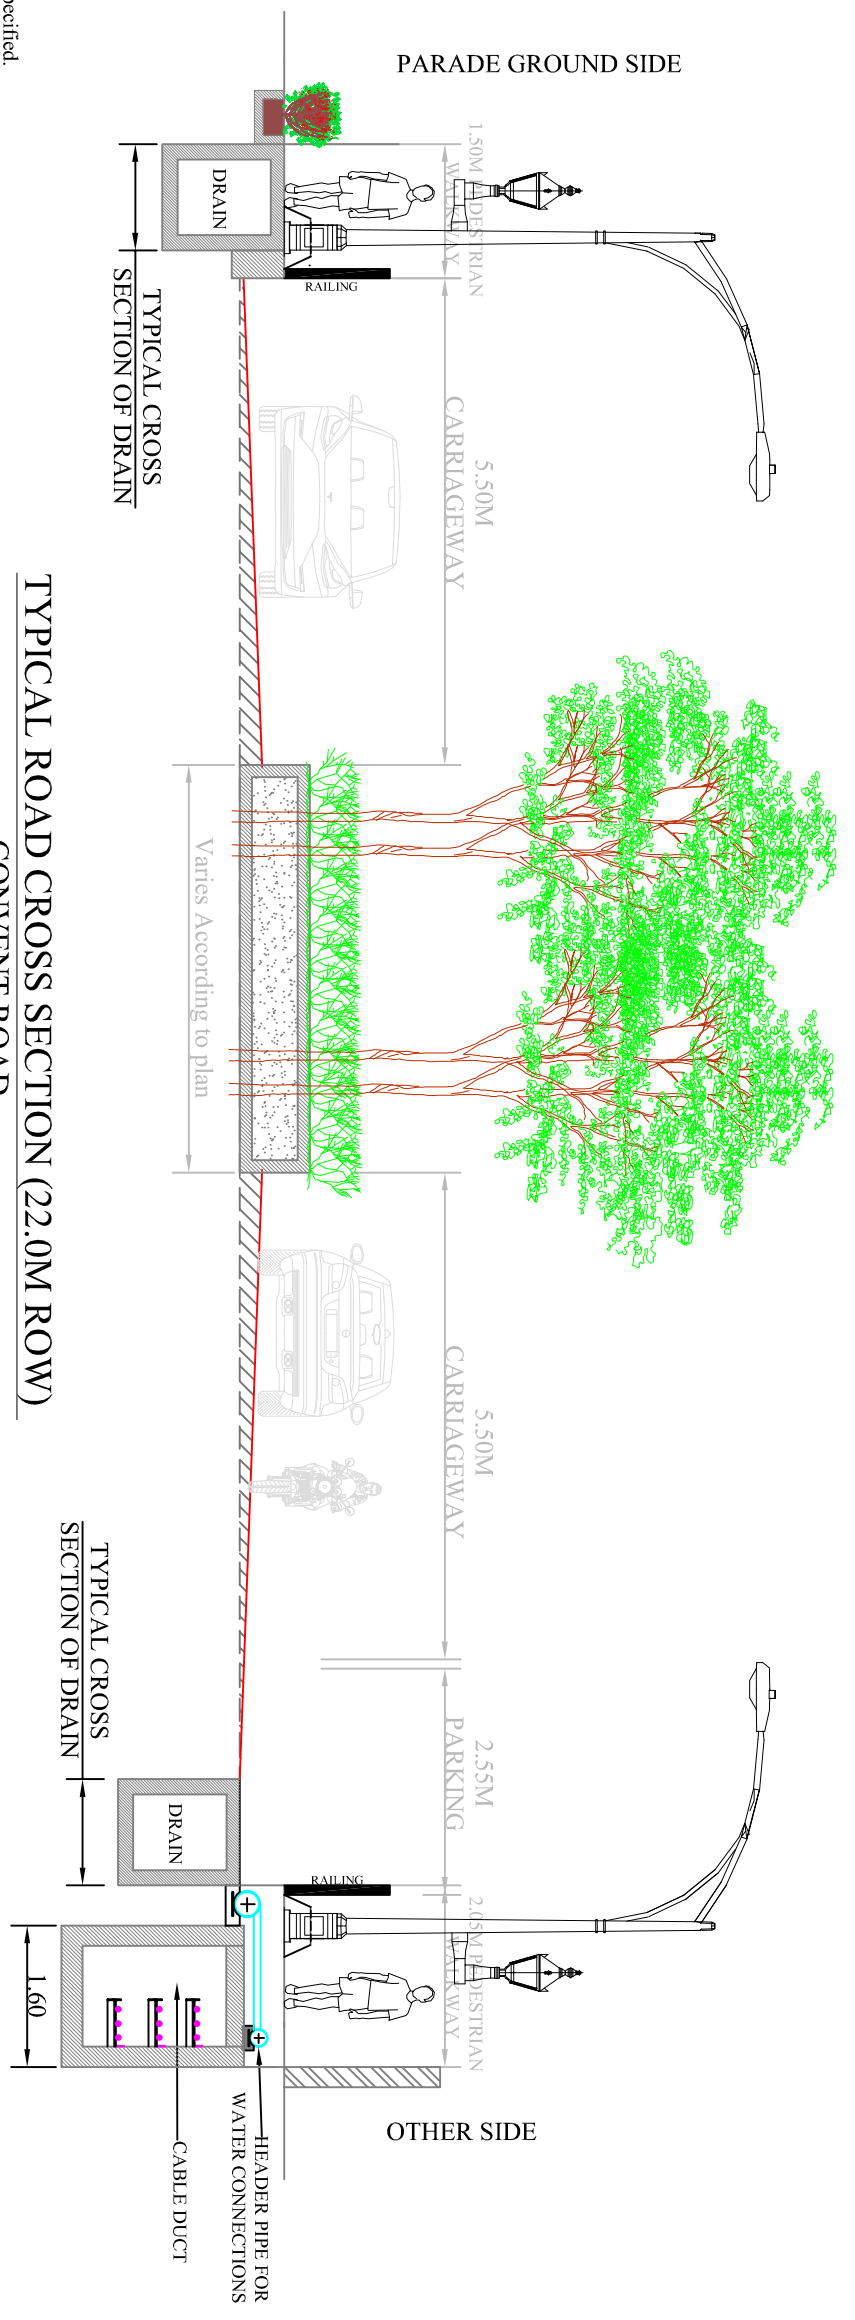 PARADE GROUND SIDE
1.50M PEDESTRIAN
WALKWAY
DRAIN
RAILING
TYPICAL CROSS
SECTION OF DRAIN
5.50M
CARRIAGEWAY
Varies According to plan
5.50M
CARRIAGEWAY
2.55M
PARKING
TYPICAL CROSS
SECTION OF DRAIN
DRAIN
RAILING
2.05M PEDESTRIAN
WALKWAY
1.60
OTHER SIDE
HEADER PIPE FOR
WATER CONNECTIONS
CABLE DUCT
TYPICAL ROAD CROSS SECTION (22.0M ROW)
CONVENT ROAD